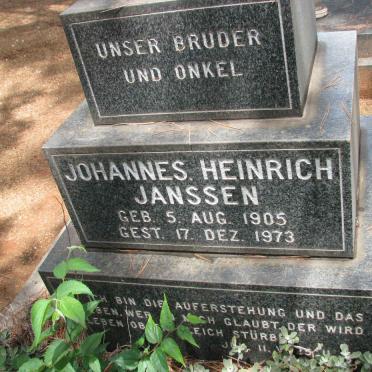 UNSER BRUDER
UND ONKEL
JOHANNES HEINRICH
JANSSEN
GEB. 5. AUG. 1905
GEST. 17. DEZ. 1973
BIN DIE AUFERSTEHUNG UND DAS
WER GLAUBT, DER WIRD